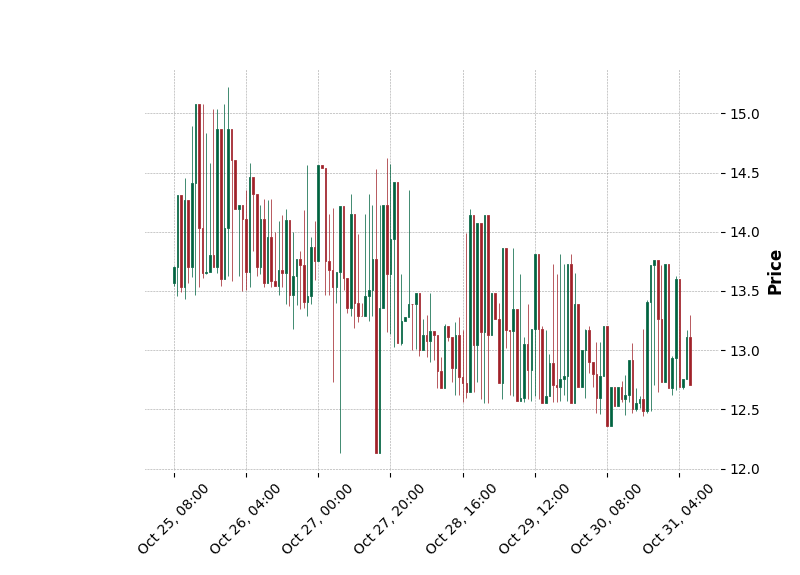 15.0
14.5
14.0
13.5
13.0
12.5
12.0
Price
Oct 25, 08:00
Oct 26, 04:00
Oct 27, 00:00
Oct 27, 20:00
Oct 28, 16:00
Oct 29, 12:00
Oct 30, 08:00
Oct 31, 04:00